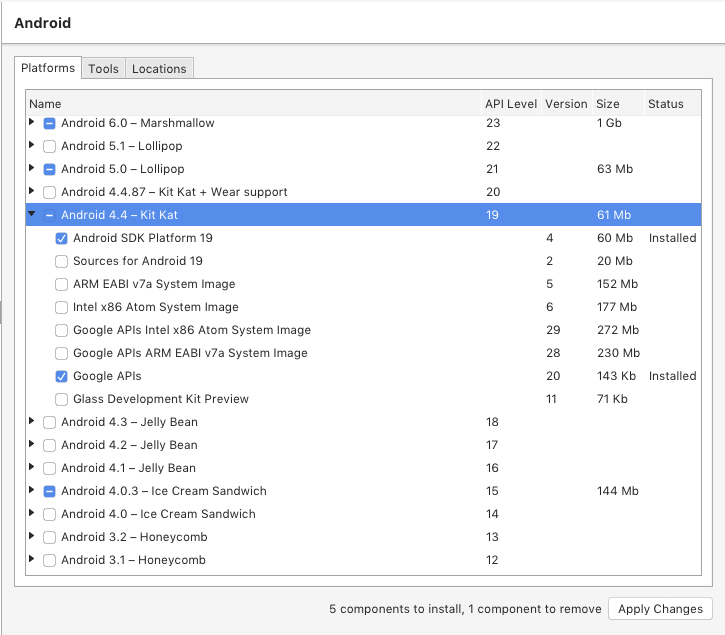 Android
Platforms Tools Locations
Name API Level Version Size Status
Android 6.0 – Marshmallow 23 1 Gb
Android 5.1 – Lollipop 22
Android 5.0 – Lollipop 21 63 Mb
Android 4.4.87 – Kit Kat + Wear support 20
Android 4.4 – Kit Kat 19 61 Mb
Android SDK Platform 19 4 60 Mb Installed
Sources for Android 19 2 20 Mb
ARM EABI v7a System Image 5 152 Mb
Intel x86 Atom System Image 6 177 Mb
Google APIs Intel x86 Atom System Image 29 272 Mb
Google APIs ARM EABI v7a System Image 28 230 Mb
Google APIs 20 143 Kb Installed
Glass Development Kit Preview 11 71 Kb
Android 4.3 – Jelly Bean 18
Android 4.2 – Jelly Bean 17
Android 4.1 – Jelly Bean 16
Android 4.0.3 – Ice Cream Sandwich 15 144 Mb
Android 4.0 – Ice Cream Sandwich 14
Android 3.2 – Honeycomb 13
Android 3.1 – Honeycomb 12
5 components to install, 1 component to remove Apply Changes